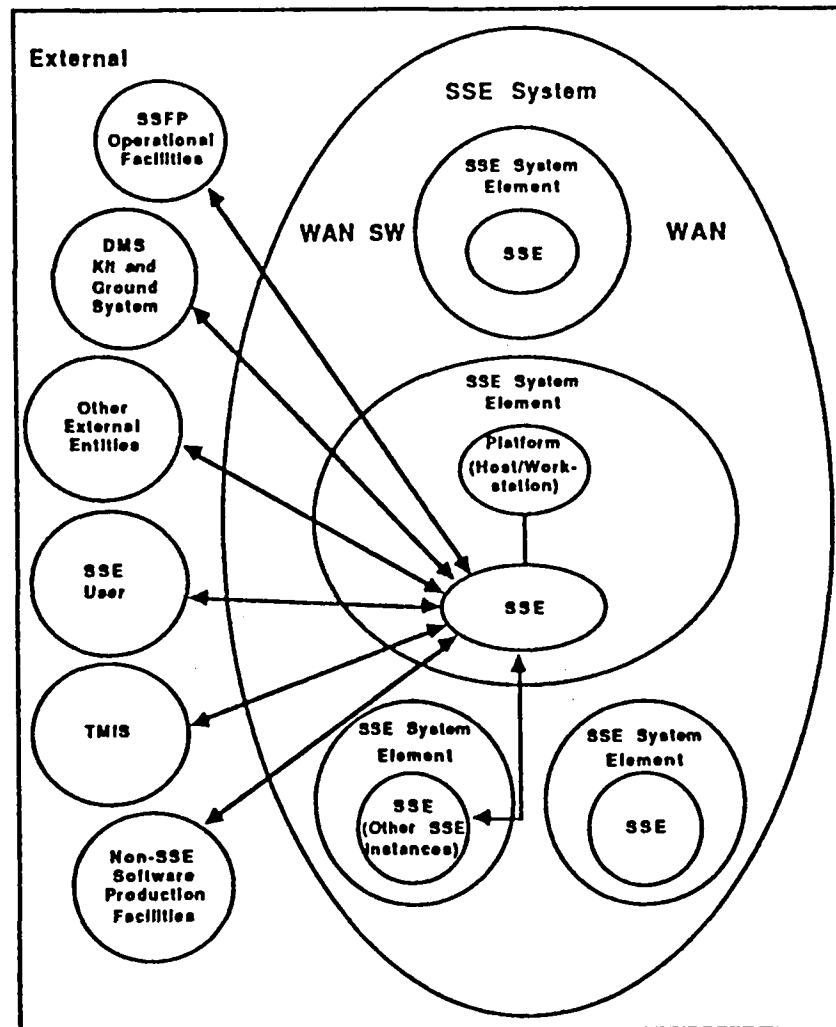 External
SSFP
Operational
Facilities
DMS
Kit and
Ground
System
Other
External
Entities
SSE
User
TMIS
Non-SSE
Software
Production
Facilities
SSE System
WAN SW
WAN
SSE System
Element
SSE
SSE System
Element
Platform
(Host/Work-
station)
SSE
SSE System
Element
SSE
(Other SSE
Instances)
SSE System
Element
SSE